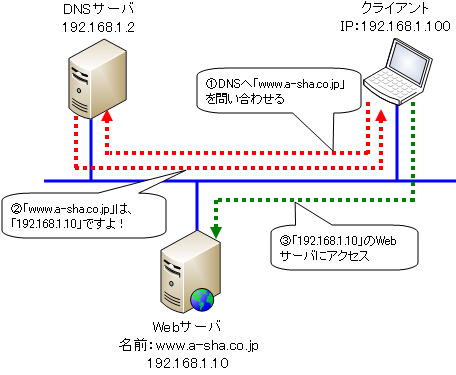 DNSサーバ
192.168.1.2
クライアント
IP:192.168.1.100
①DNSへ「www.a-sha.co.jp」
を問い合わせる
②「www.a-sha.co.jp」は、
「192.168.1.10」ですよ!
③「192.168.1.10」のWeb
サーバにアクセス
Webサーバ
名前:www.a-sha.co.jp
192.168.1.10